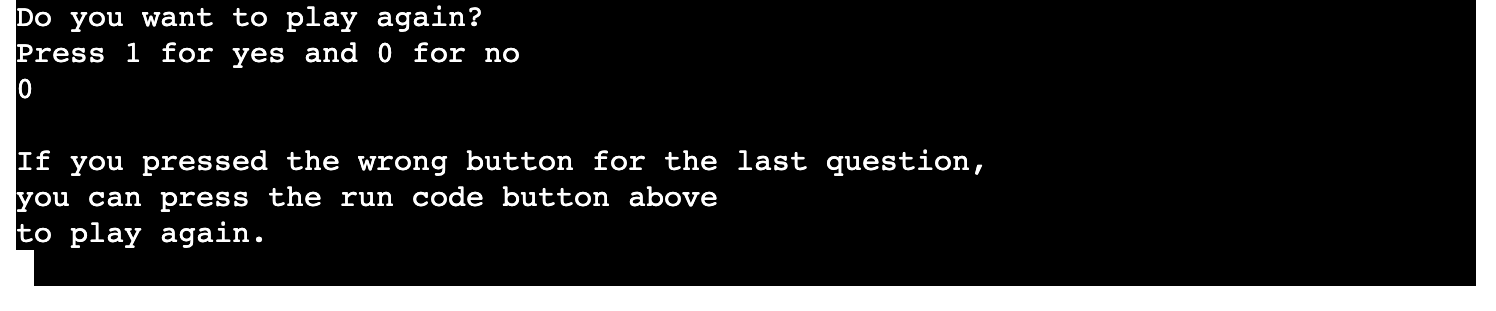 Do you want to play again?
Press 1 for yes and 0 for no
0
If you pressed the wrong button for the last question,
you can press the run code button above
to play again.